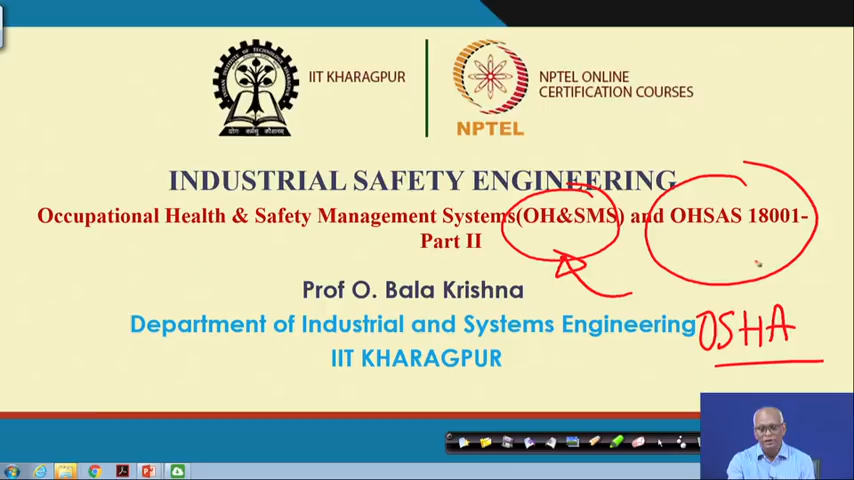 IIT KHARAGPUR
NPTEL ONLINE
CERTIFICATION COURSES
NPTEL
INDUSTRIAL SAFETY ENGINEERING
Occupational Health & Safety Management Systems(OH&SMS) and OHSAS 18001-
Part II
Prof O. Bala Krishna
Department of Industrial and Systems Engineering
IIT KHARAGPUR
OSHA